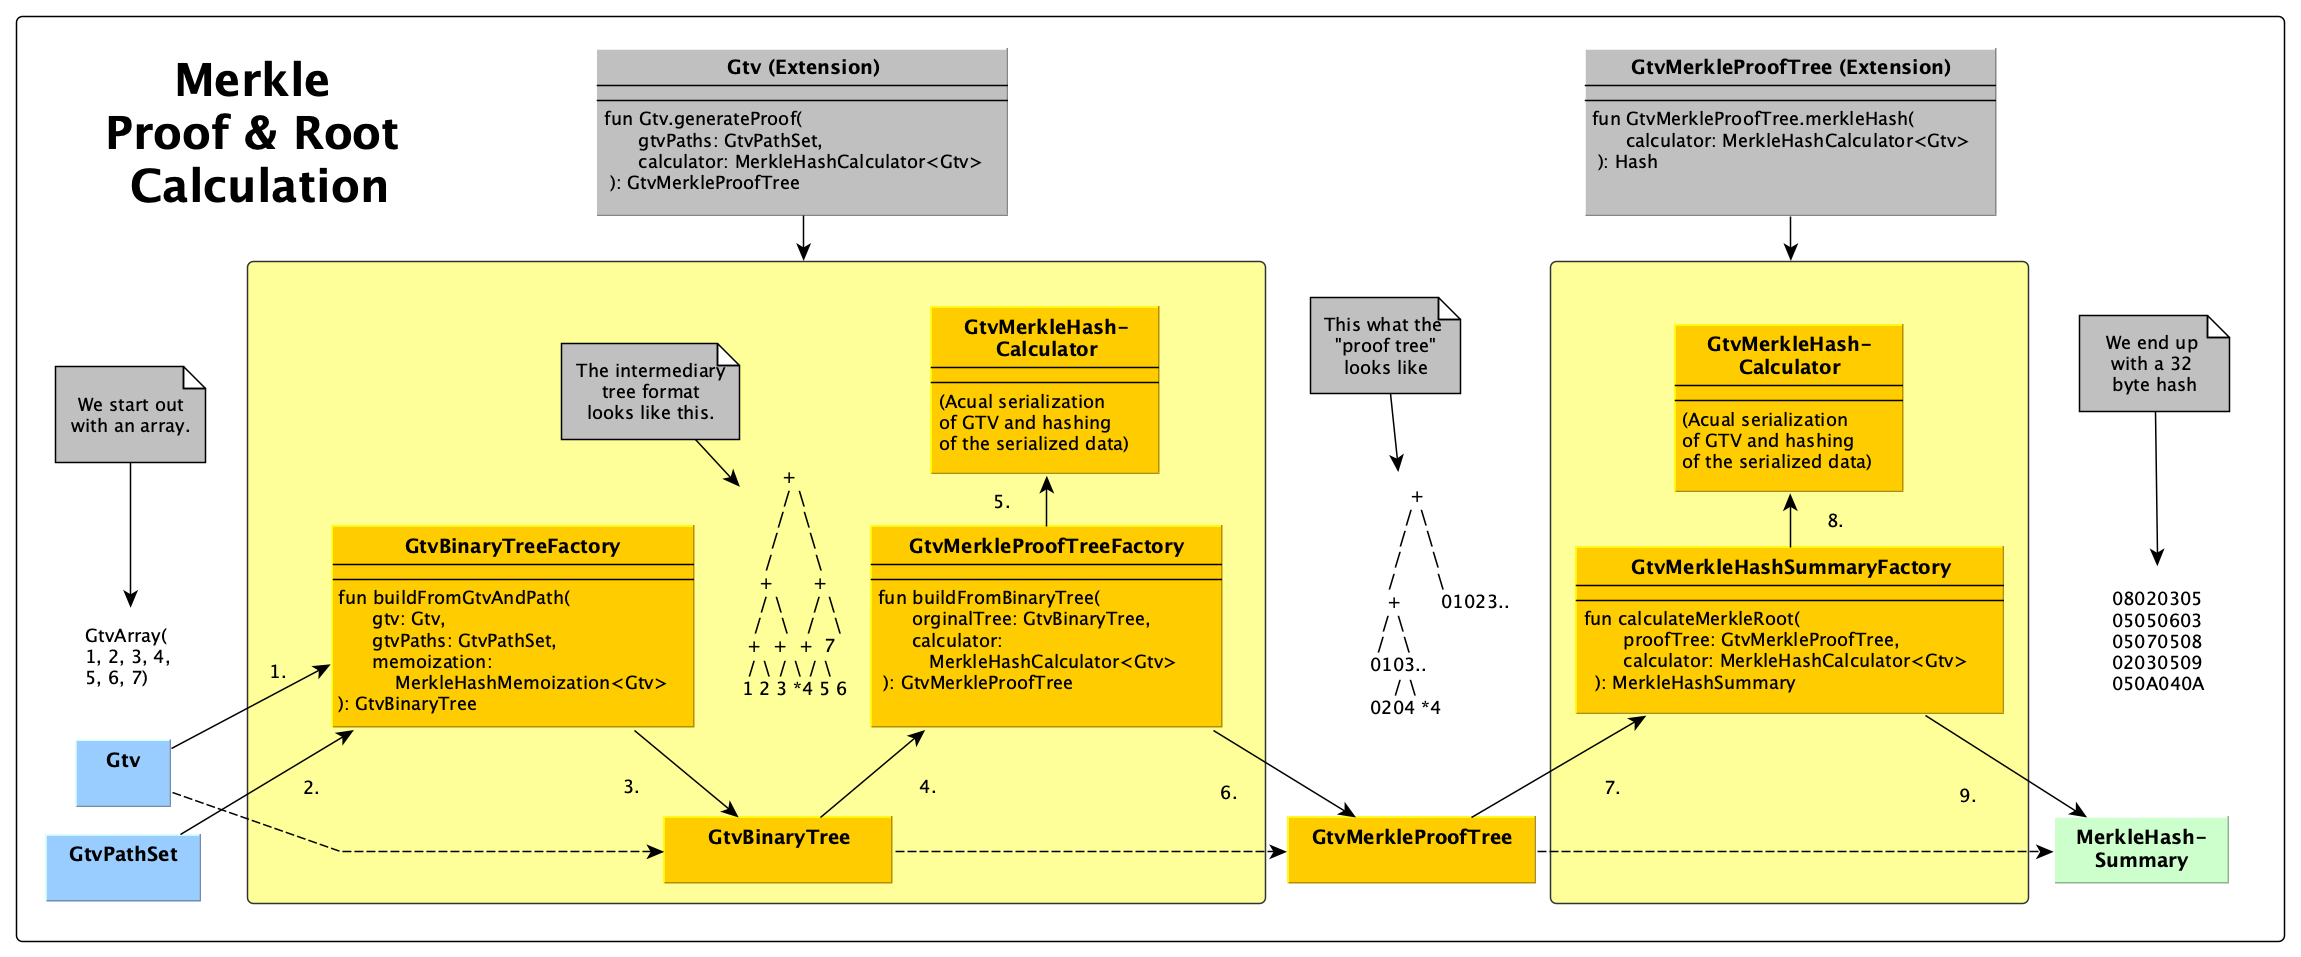 Merkle
Proof & Root
Calculation
Gtv (Extension)
fun Gtv.generateProof(
gtvPaths: GtvPathSet,
calculator: MerkleHashCalculator<Gtv>
): GtvMerkleProofTree
GtvMerkleProofTree (Extension)
fun GtvMerkleProofTree.merkleHash(
calculator: MerkleHashCalculator<Gtv>
): Hash
We start out
with an array.
GtvArray(
1, 2, 3, 4,
5, 6, 7)
Gtv
GtvPathSet
1.
2.
The intermediary
tree format
looks like this.
GtvBinaryTreeFactory
fun buildFromGtvAndPath(
gtv: Gtv,
gtvPaths: GtvPathSet,
memoization:
MerkleHashMemoization<Gtv>
): GtvBinaryTree
+
/ \
/ \
/ \
/ \
+ +
/ \ / \
/ \ / \
+ + + 7
/ \ / \ / \
1 2 3 *4 5 6
3.
GtvBinaryTree
4.
GtvMerkleHash-
Calculator
(Acual serialization
of GTV and hashing
of the serialized data)
5.
GtvMerkleProofTreeFactory
fun buildFromBinaryTree(
orginalTree: GtvBinaryTree,
calculator:
MerkleHashCalculator<Gtv>
): GtvMerkleProofTree
6.
This what the
"proof tree"
looks like
+
/ \
/ \
/ \
/ \
+ 01023..
/ \
/ \
0103..
/ \
0204 *4
GtvMerkleProofTree
7.
GtvMerkleHash-
Calculator
(Acual serialization
of GTV and hashing
of the serialized data)
8.
GtvMerkleHashSummaryFactory
fun calculateMerkleRoot(
proofTree: GtvMerkleProofTree,
calculator: MerkleHashCalculator<Gtv>
): MerkleHashSummary
9.
We end up
with a 32
byte hash
08020305
05050603
05070508
02030509
050A040A
MerkleHash-
Summary